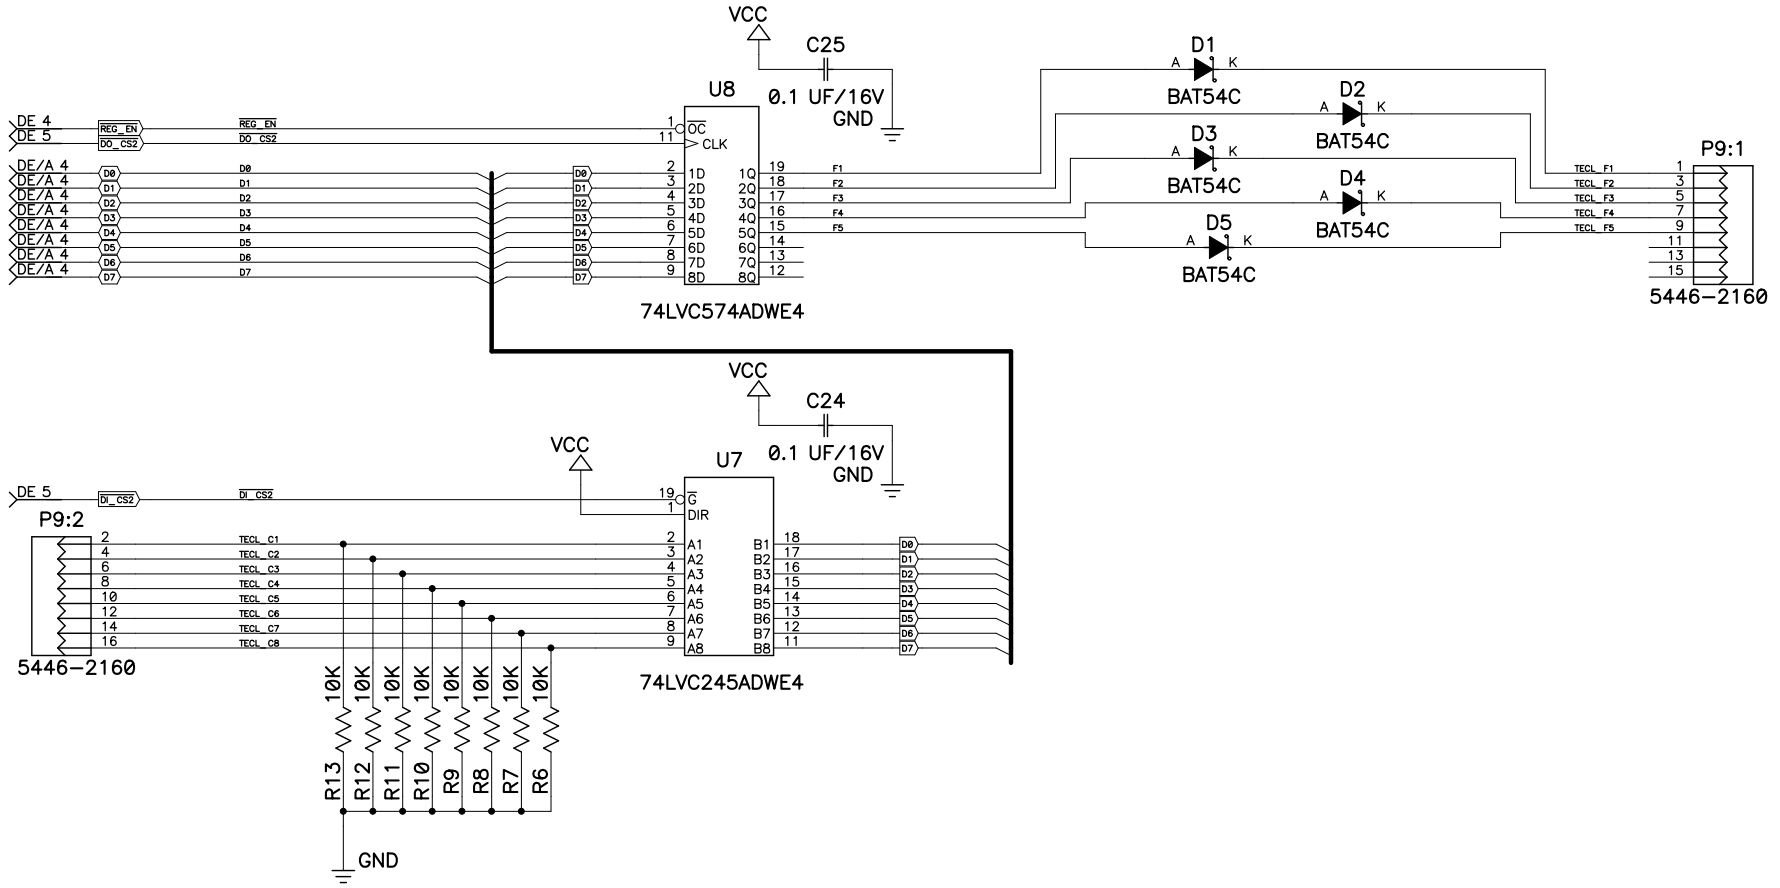 VCC
C25
0.1 UF/16V
GND
U8
D1
A K
BAT54C
D2
A K
BAT54C
D3
A K
BAT54C
D4
A K
BAT54C
D5
A K
BAT54C
P9:1
DE 4 REG_EN REG_EN 1 OC
DE 5 DO_CS2 DO_CS2 11 CLK
DE/A 4 D0 D0 D0 2 1D 1Q 19 F1 TECL_F1 1
DE/A 4 D1 D1 D1 3 2D 2Q 18 F2 TECL_F2 3
DE/A 4 D2 D2 D2 4 3D 3Q 17 F3 TECL_F3 5
DE/A 4 D3 D3 D3 5 4D 4Q 16 F4 TECL_F4 7
DE/A 4 D4 D4 D4 6 5D 5Q 15 F5 TECL_F5 9
DE/A 4 D5 D5 D5 7 6D 6Q 14 11
DE/A 4 D6 D6 D6 8 7D 7Q 13 13
DE/A 4 D7 D7 D7 9 8D 8Q 12 15
74LVC574ADWE4
5446-2160
VCC
C24
0.1 UF/16V
GND
VCC
U7
DE 5 DI_CS2 DI_CS2 19 G
1 DIR
P9:2
2 TECL_C1 2 A1 B1 18 D0
4 TECL_C2 3 A2 B2 17 D1
6 TECL_C3 4 A3 B3 16 D2
8 TECL_C4 5 A4 B4 15 D3
10 TECL_C5 6 A5 B5 14 D4
12 TECL_C6 7 A6 B6 13 D5
14 TECL_C7 8 A7 B7 12 D6
16 TECL_C8 9 A8 B8 11 D7
5446-2160
74LVC245ADWE4
10K 10K 10K 10K 10K 10K 10K 10K
R13 R12 R11 R10 R9 R8 R7 R6
GND